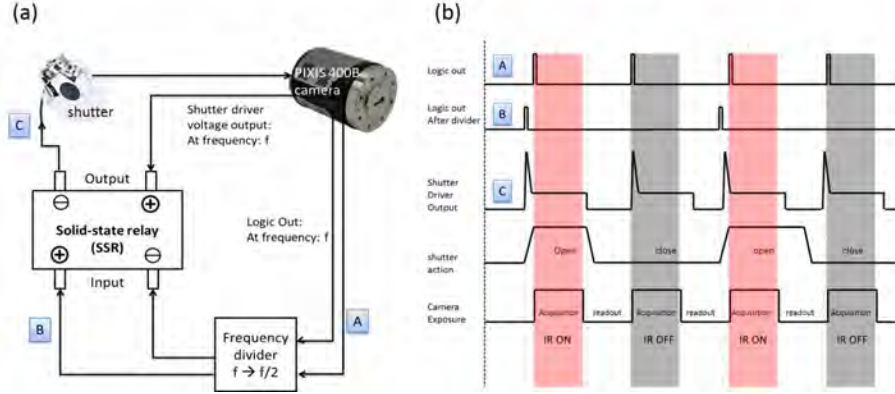 (a)
PIXIS 400B
camera
shutter
C
Shutter driver
voltage output:
At frequency: f
Output
⊖
⊕
Solid-state relay
(SSR)
⊕
⊖
Input
Logic Out:
At frequency: f
B
A
Frequency
divider
f → f/2
(b)
Logic out
A
Logic out
After divider
B
Shutter
Driver
Output
C
shutter
action
Open
close
open
close
Camera
Exposure
Acquisition
readout
Acquisition
readout
Acquisition
readout
Acquisition
IR ON
IR OFF
IR ON
IR OFF